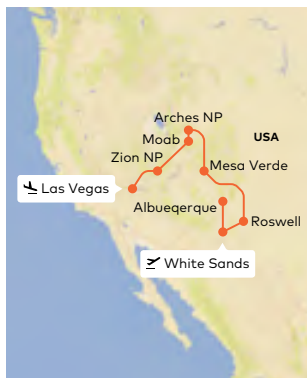 Arches NP
USA
Moab
Zion NP
Mesa Verde
Las Vegas
Albueqerque
Roswell
White Sands